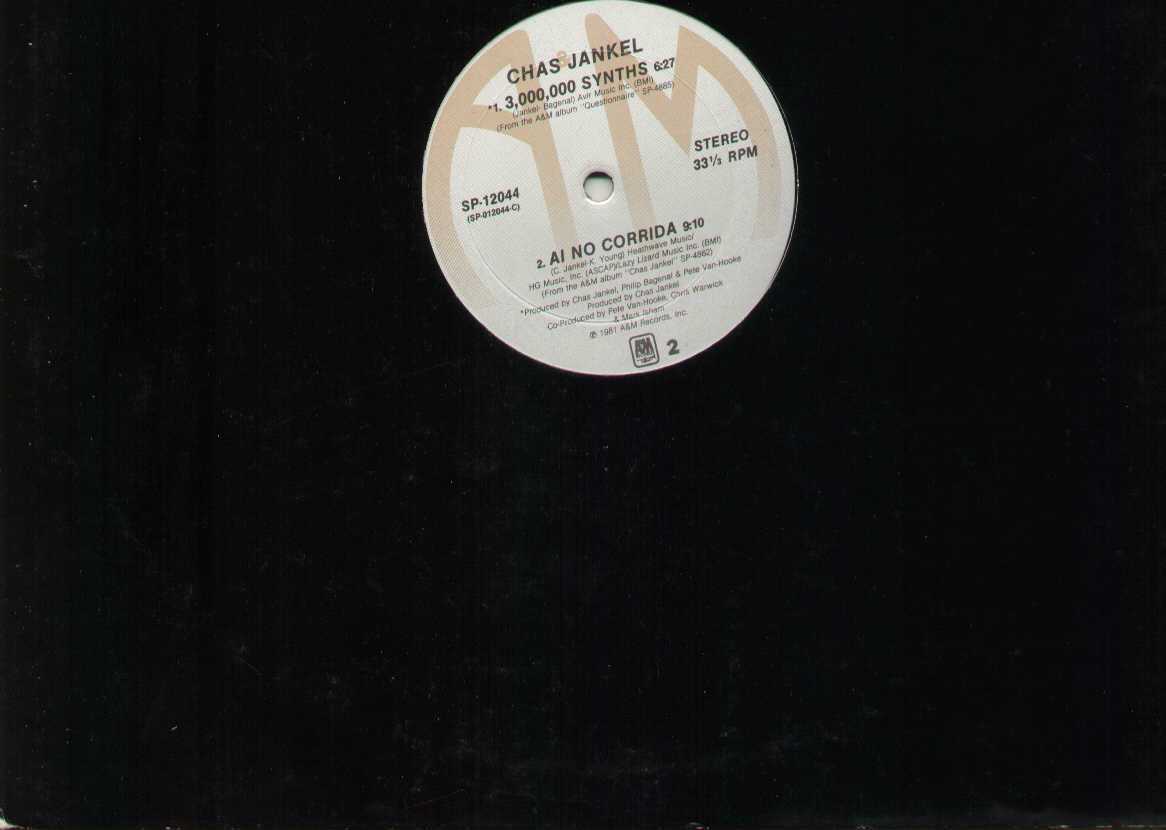 CHAS JANKEL
*1. 3,000,000 SYNTHS 6:27
(Jankel- Bagenal) Avir Music Inc. (BMI)
(From the A&M album "Questionnaire" SP-4885)
STEREO
33⅓ RPM
SP-12044
(SP-012044-C)
2. AI NO CORRIDA 9:10
(C. Jankel-K. Young) Heathwave Music/
HG Music, Inc. (ASCAP)/Lazy Lizard Music Inc. (BMI)
(From the A&M album "Chas Jankel" SP-4862)
*Produced by Chas Jankel, Philip Bagenal & Pete Van-Hooke
Produced by Chas Jankel
Co-Produced by Pete Van-Hooke, Chris Warwick
& Mark Isham
℗ 1981 A&M Records, Inc.
A&M 2